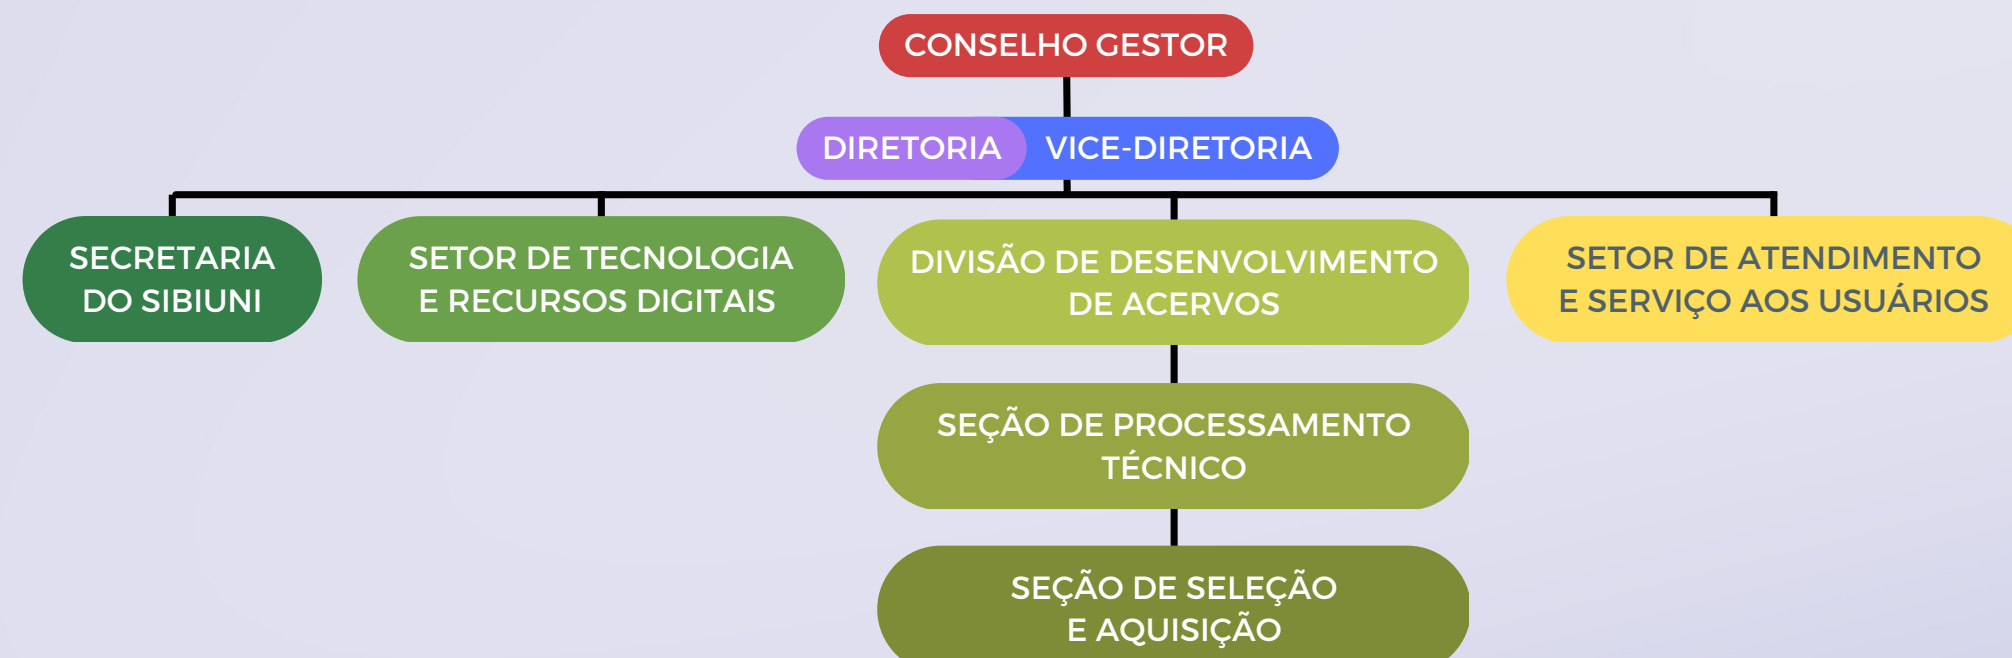 CONSELHO GESTOR
DIRETORIA VICE-DIRETORIA
SECRETARIA
DO SIBIUNI
SETOR DE TECNOLOGIA
E RECURSOS DIGITAIS
DIVISÃO DE DESENVOLVIMENTO
DE ACERVOS
SETOR DE ATENDIMENTO
E SERVIÇO AOS USUÁRIOS
SEÇÃO DE PROCESSAMENTO
TÉCNICO
SEÇÃO DE SELEÇÃO
E AQUISIÇÃO